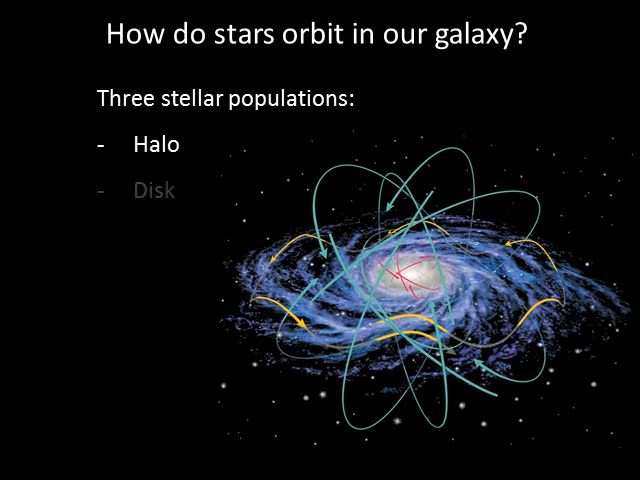 How do stars orbit in our galaxy?
Three stellar populations:
- Halo
- Disk